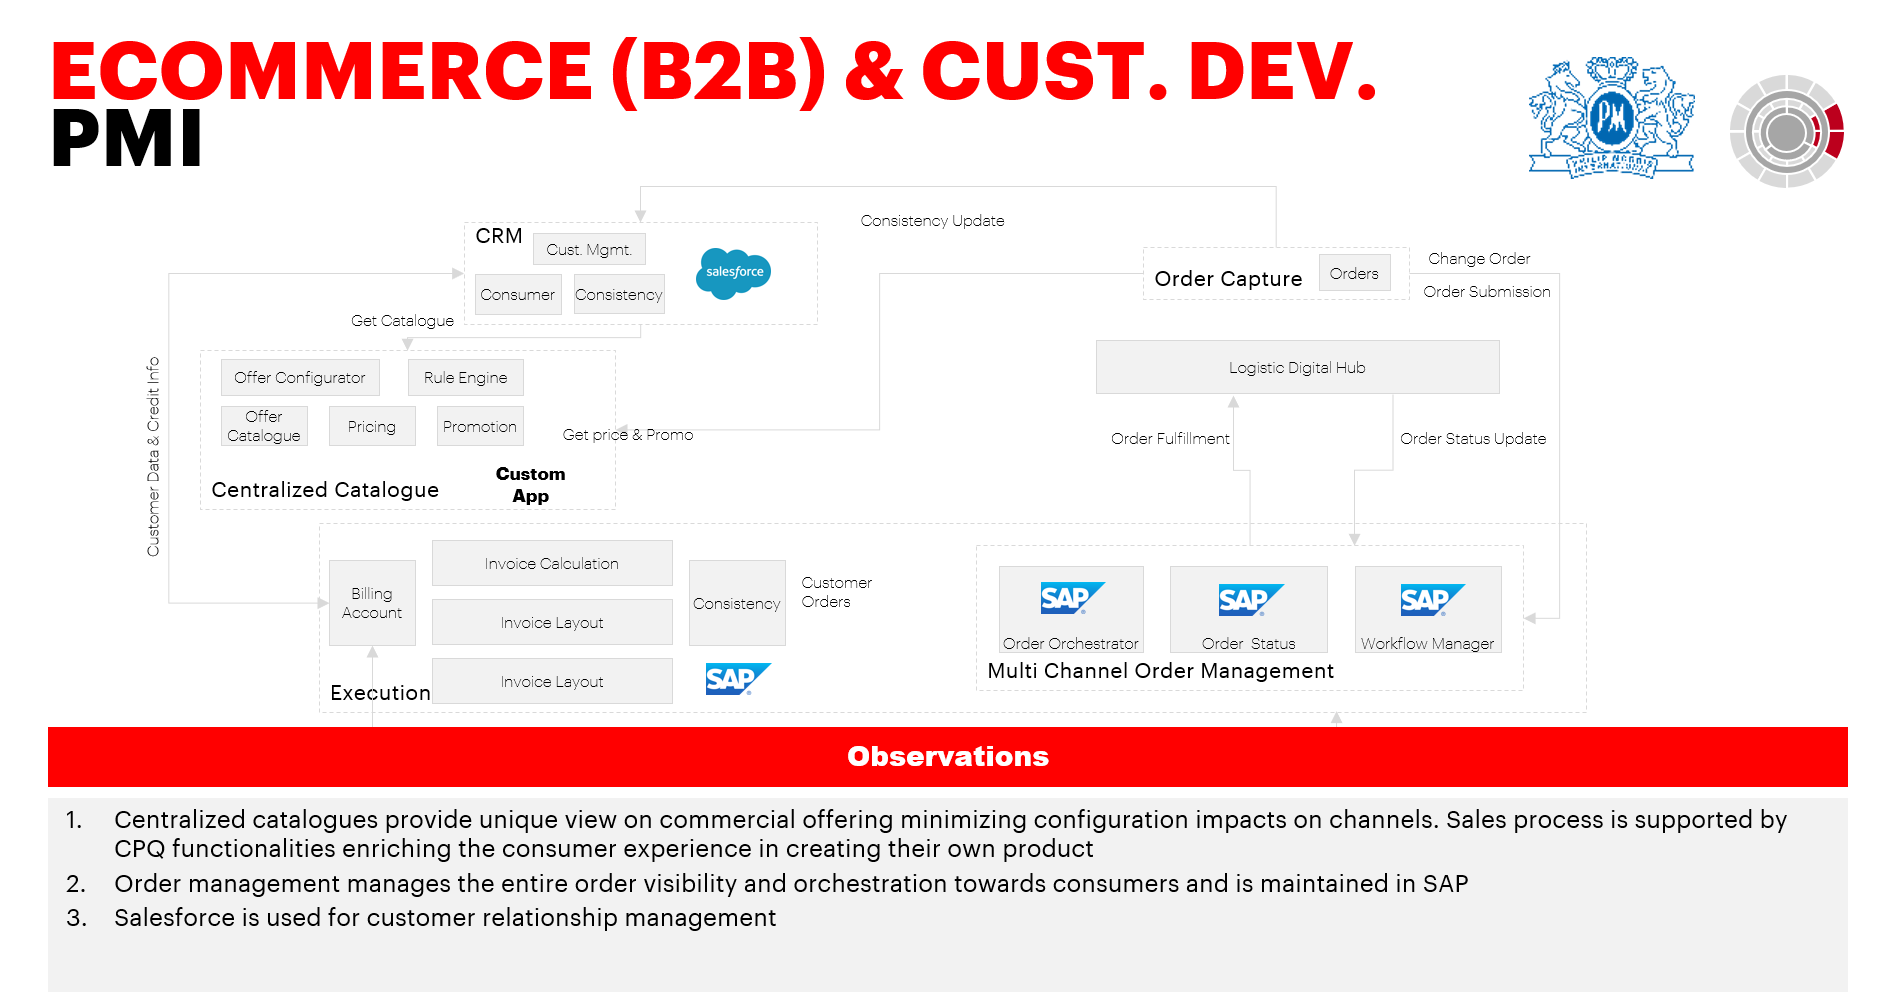 ECOMMERCE (B2B) & CUST. DEV.
PMI
PM
PHILIP MORRIS
INTERNATIONAL
Consistency Update
CRM
Cust. Mgmt.
salesforce
Consumer
Consistency
Order Capture
Orders
Change Order
Order Submission
Get Catalogue
Customer Data & Credit Info
Offer Configurator
Rule Engine
Offer
Catalogue
Pricing
Promotion
Get price & Promo
Centralized Catalogue
Custom
App
Logistic Digital Hub
Order Fulfillment
Order Status Update
Billing
Account
Invoice Calculation
Invoice Layout
Invoice Layout
Consistency
Customer
Orders
SAP
Execution
SAP
Order Orchestrator
SAP
Order  Status
SAP
Workflow Manager
Multi Channel Order Management
Observations
1. Centralized catalogues provide unique view on commercial offering minimizing configuration impacts on channels. Sales process is supported by
CPQ functionalities enriching the consumer experience in creating their own product
2. Order management manages the entire order visibility and orchestration towards consumers and is maintained in SAP
3. Salesforce is used for customer relationship management